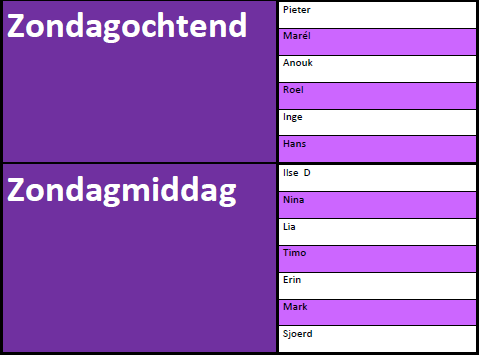 Zondagochtend
Pieter
Marél
Anouk
Roel
Inge
Hans
Zondagmiddag
Ilse D
Nina
Lia
Timo
Erin
Mark
Sjoerd